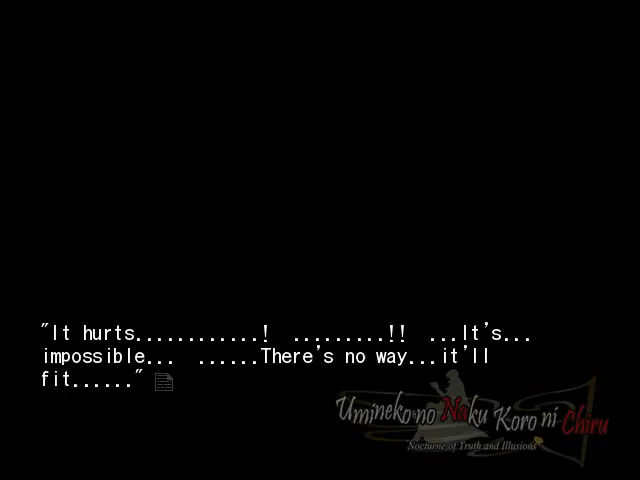 "It hurts............!  .........!!  ...It's...
impossible...  ......There's no way...it'll
fit......"
Umineko no Naku Koro ni Chiru
Nocturne of Truth and Illusions